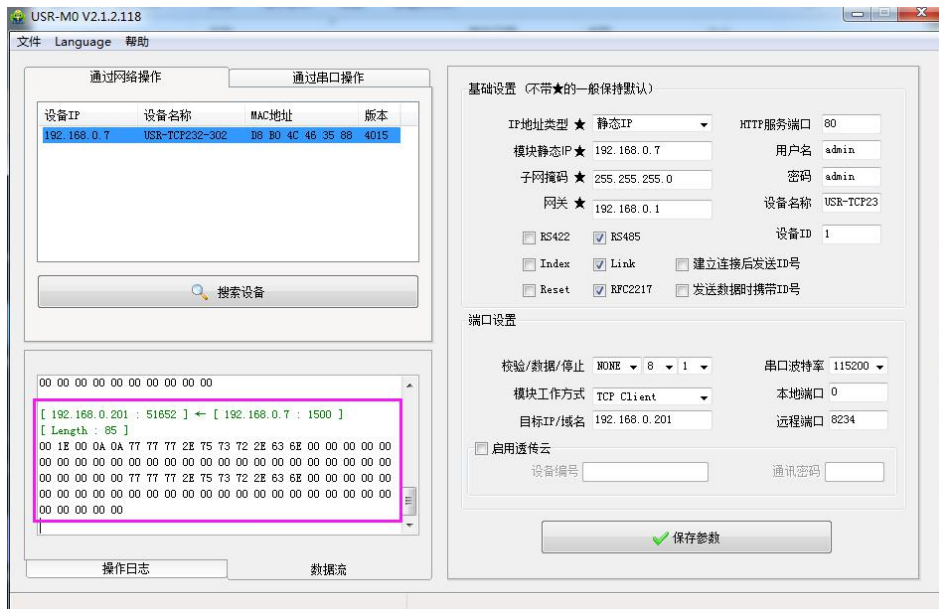 USR-M0 V2.1.2.118
文件 Language 帮助
通过网络操作 通过串口操作
设备IP 设备名称 MAC地址 版本
192.168.0.7 USR-TCP232-302 D8 B0 4C 46 35 88 4015
搜索设备
00 00 00 00 00 00 00 00 00 00
[ 192.168.0.201 : 51652 ] ← [ 192.168.0.7 : 1500 ]
[ Length : 85 ]
00 1E 00 0A 0A 77 77 77 2E 75 73 72 2E 63 6E 00 00 00 00 00
00 00 00 00 00 00 00 00 00 00 00 00 00 00 00 00 00 00 00 00
00 00 00 00 00 77 77 77 2E 75 73 72 2E 63 6E 00 00 00 00 00
00 00 00 00 00 00 00 00 00 00 00 00 00 00 00 00 00 00 00 00
00 00 00 00 00
操作日志 数据流
基础设置 (不带★的一般保持默认)
IP地址类型 ★ 静态IP HTTP服务端口 80
模块静态IP★ 192.168.0.7 用户名 admin
子网掩码 ★ 255.255.255.0 密码 admin
网关 ★ 192.168.0.1 设备名称 USR-TCP23
RS422 RS485 设备ID 1
Index Link 建立连接后发送ID号
Reset RFC2217 发送数据时携带ID号
端口设置
校验/数据/停止 NONE 8 1 串口波特率 115200
模块工作方式 TCP Client 本地端口 0
目标IP/域名 192.168.0.201 远程端口 8234
启用透传云
设备编号 通讯密码
保存参数